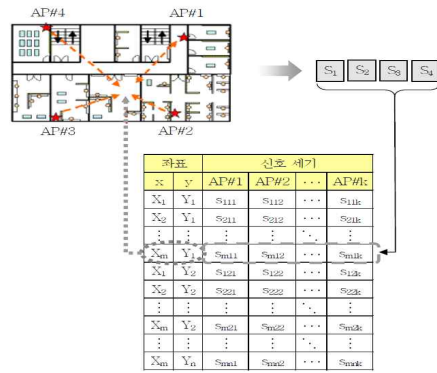 AP#4 AP#1
S₁ S₂ S₃ S₄
AP#3 AP#2
좌표 신호 세기
x y AP#1 AP#2 ··· AP#k
X₁ Y₁ S₁₁₁ S₁₁₂ ··· S₁₁ₖ
X₂ Y₁ S₂₁₁ S₂₁₂ ··· S₂₁ₖ
⋮ ⋮ ⋮ ⋮ ⋱ ⋮
Xₘ Y₁ Sₘ₁₁ Sₘ₁₂ ··· Sₘ₁ₖ
X₁ Y₂ S₁₂₁ S₁₂₂ ··· S₁₂ₖ
X₂ Y₂ S₂₂₁ S₂₂₂ ··· S₂₂ₖ
⋮ ⋮ ⋮ ⋮ ⋱ ⋮
Xₘ Y₂ Sₘ₂₁ Sₘ₂₂ ··· Sₘ₂ₖ
⋮ ⋮ ⋮ ⋮ ⋱ ⋮
Xₘ Yₙ Sₘₙ₁ Sₘₙ₂ ··· Sₘₙₖ